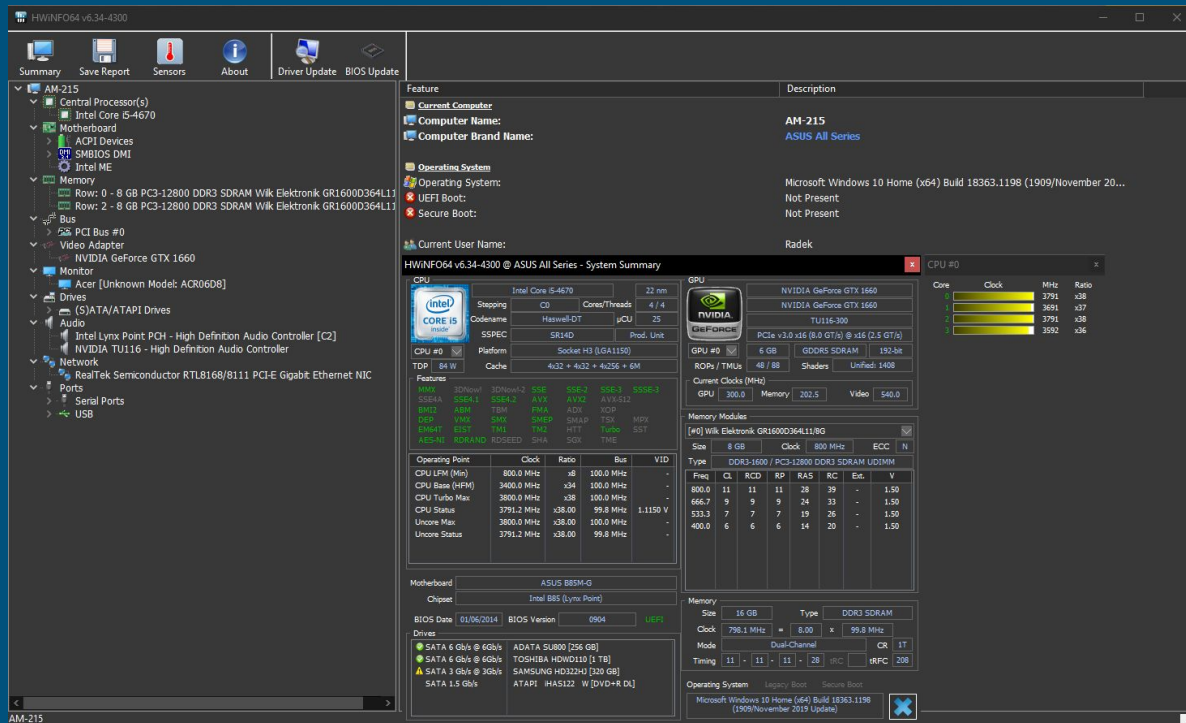 HWiNFO64 v6.34-4300
Summary Save Report Sensors About Driver Update BIOS Update
AM-215
Central Processor(s)
Intel Core i5-4670
Motherboard
ACPI Devices
SMBIOS DMI
Intel ME
Memory
Row: 0 - 8 GB PC3-12800 DDR3 SDRAM Wilk Elektronik GR1600D364L11
Row: 2 - 8 GB PC3-12800 DDR3 SDRAM Wilk Elektronik GR1600D364L11
Bus
PCI Bus #0
Video Adapter
NVIDIA GeForce GTX 1660
Monitor
Acer [Unknown Model: ACR06D8]
Drives
(S)ATA/ATAPI Drives
Audio
Intel Lynx Point PCH - High Definition Audio Controller [C2]
NVIDIA TU116 - High Definition Audio Controller
Network
RealTek Semiconductor RTL8168/8111 PCI-E Gigabit Ethernet NIC
Ports
Serial Ports
USB
AM-215
Feature Description
Current Computer
Computer Name: AM-215
Computer Brand Name: ASUS All Series
Operating System
Operating System: Microsoft Windows 10 Home (x64) Build 18363.1198 (1909/November 20...
UEFI Boot: Not Present
Secure Boot: Not Present
Current User Name: Radek
HWiNFO64 v6.34-4300 @ ASUS All Series - System Summary
CPU
intel CORE i5 inside
Intel Core i5-4670 22 nm
Stepping C0 Cores/Threads 4 / 4
Codename Haswell-DT µCU 25
SSPEC SR14D Prod. Unit
CPU #0 Platform Socket H3 (LGA1150)
TDP 84 W Cache 4x32 + 4x32 + 4x256 + 6M
Features
MMX 3DNow! 3DNow!-2 SSE SSE-2 SSE-3 SSSE-3
SSE4A SSE4.1 SSE4.2 AVX AVX2 AVX-512
BMI2 ABM TBM FMA ADX XOP
DEP VMX SMX SMEP SMAP TSX MPX
EM64T EIST TM1 TM2 HTT Turbo SST
AES-NI RDRAND RDSEED SHA SGX TME
Operating Point Clock Ratio Bus VID
CPU LFM (Min) 800.0 MHz x8 100.0 MHz -
CPU Base (HFM) 3400.0 MHz x34 100.0 MHz -
CPU Turbo Max 3800.0 MHz x38 100.0 MHz -
CPU Status 3791.2 MHz x38.00 99.8 MHz 1.1150 V
Uncore Max 3800.0 MHz x38.00 100.0 MHz -
Uncore Status 3791.2 MHz x38.00 99.8 MHz -
Motherboard ASUS B85M-G
Chipset Intel B85 (Lynx Point)
BIOS Date 01/06/2014 BIOS Version 0904 UEFI
Drives
SATA 6 Gb/s @ 6Gb/s ADATA SU800 [256 GB]
SATA 6 Gb/s @ 6Gb/s TOSHIBA HDWD110 [1 TB]
SATA 3 Gb/s @ 3Gb/s SAMSUNG HD322HJ [320 GB]
SATA 1.5 Gb/s ATAPI iHAS122 W [DVD+R DL]
GPU
NVIDIA GEFORCE
NVIDIA GeForce GTX 1660
NVIDIA GeForce GTX 1660
TU116-300
PCIe v3.0 x16 (8.0 GT/s) @ x16 (2.5 GT/s)
GPU #0 6 GB GDDR5 SDRAM 192-bit
ROPs / TMUs 48 / 88 Shaders Unified: 1408
Current Clocks (MHz)
GPU 300.0 Memory 202.5 Video 540.0
Memory Modules
[#0] Wilk Elektronik GR1600D364L11/8G
Size 8 GB Clock 800 MHz ECC N
Type DDR3-1600 / PC3-12800 DDR3 SDRAM UDIMM
Freq CL RCD RP RAS RC Ext. V
800.0 11 11 11 28 39 - 1.50
666.7 9 9 9 24 33 - 1.50
533.3 7 7 7 19 26 - 1.50
400.0 6 6 6 14 20 - 1.50
Memory
Size 16 GB Type DDR3 SDRAM
Clock 798.1 MHz = 8.00 x 99.8 MHz
Mode Dual-Channel CR 1T
Timing 11 - 11 - 11 - 28 tRC tRFC 208
Operating System Legacy Boot Secure Boot
Microsoft Windows 10 Home (x64) Build 18363.1198
(1909/November 2019 Update)
CPU #0
Core Clock MHz Ratio
0 3791 x38
1 3691 x37
2 3791 x38
3 3592 x36